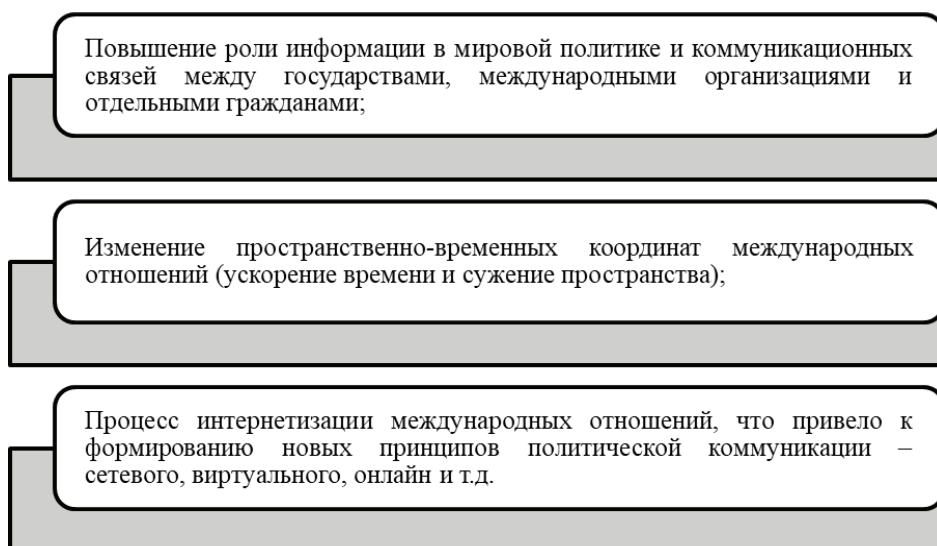 Повышение роли информации в мировой политике и коммуникационных
связей между государствами, международными организациями и
отдельными гражданами;
Изменение пространственно-временных координат международных
отношений (ускорение времени и сужение пространства);
Процесс интернетизации международных отношений, что привело к
формированию новых принципов политической коммуникации –
сетевого, виртуального, онлайн и т.д.